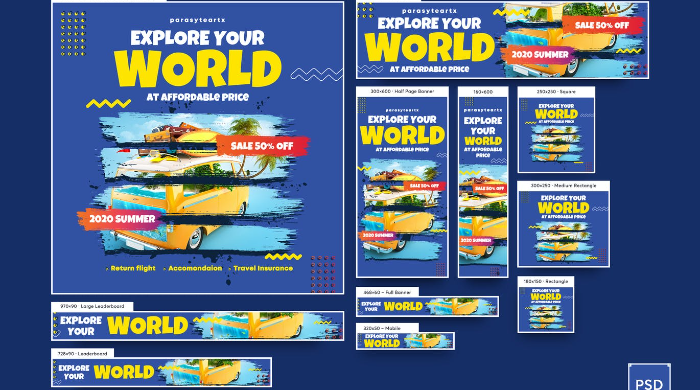 parasyteartx
EXPLORE YOUR
WORLD
AT AFFORDABLE PRICE
SALE 50% OFF
2020 SUMMER
Return flight
Accomondaion
Travel Insurance
EXPLORE YOUR
WORLD
AT AFFORDABLE PRICE
SALE 50% OFF
2020 SUMMER
300x600 - Half Page Banner
parasyteartx
EXPLORE YOUR
WORLD
AT AFFORDABLE PRICE
SALE 50% OFF
2020 SUMMER
160x600
parasyteartx
EXPLORE
YOUR
WORLD
AT AFFORDABLE
PRICE
SALE 50% OFF
2020 SUMMER
250x250 - Square
EXPLORE YOUR
WORLD
AT AFFORDABLE PRICE
300x250 - Medium Rectangle
EXPLORE YOUR
WORLD
AT AFFORDABLE PRICE
180x150 - Rectangle
EXPLORE YOUR
WORLD
AT AFFORDABLE PRICE
970x90 - Large Leaderboard
EXPLORE
YOUR
WORLD
728x90 - Leaderboard
EXPLORE
YOUR
WORLD
468x60 - Full Banner
EXPLORE
YOUR
WORLD
320x50 - Mobile
EXPLORE
YOUR
WORLD
PSD